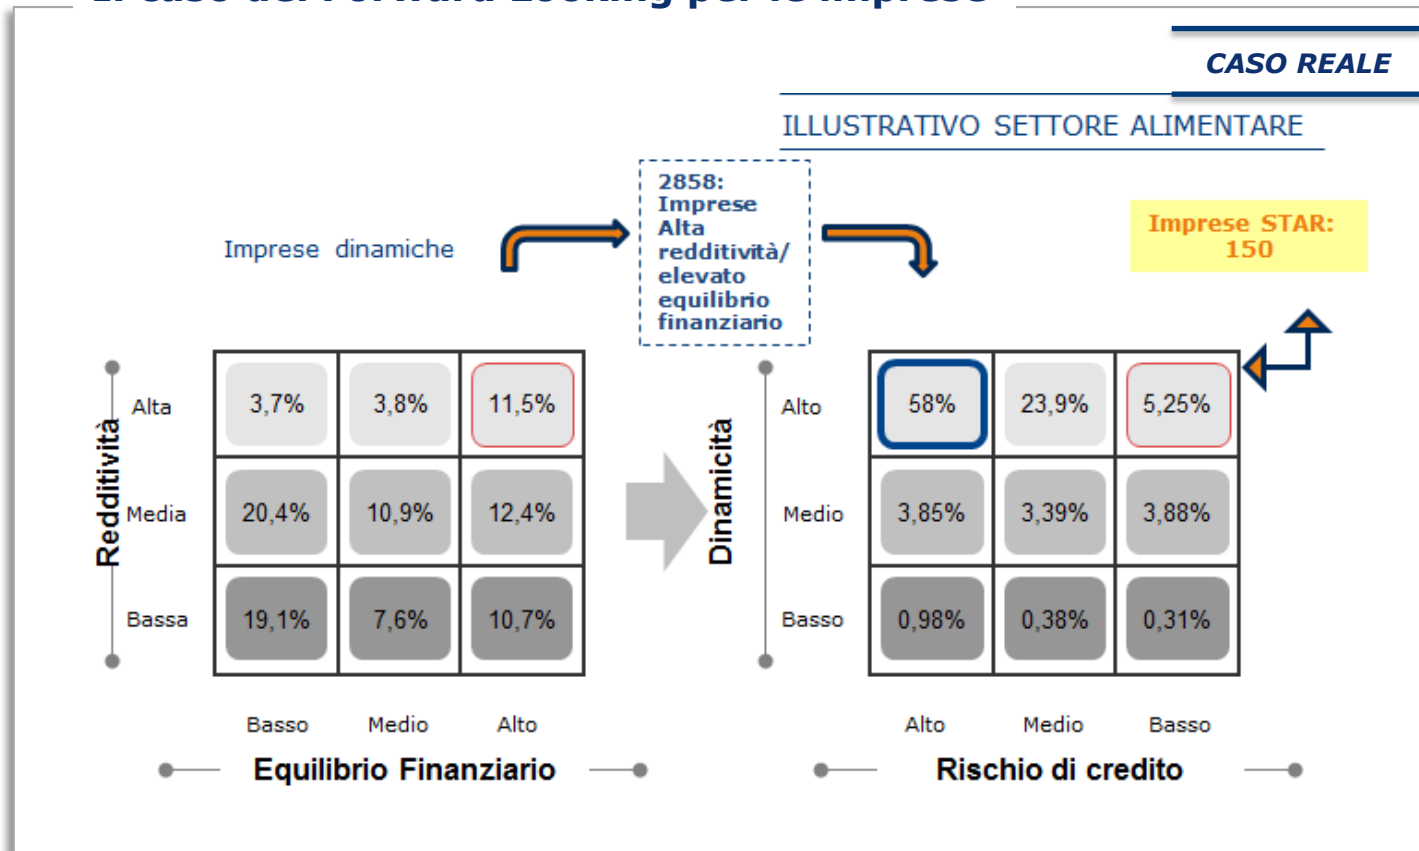 CASO REALE
ILLUSTRATIVO SETTORE ALIMENTARE
Imprese dinamiche
2858:
Imprese
Alta
redditività/
elevato
equilibrio
finanziario
Imprese STAR:
150
Redditività
Alta
3,7%
3,8%
11,5%
Media
20,4%
10,9%
12,4%
Bassa
19,1%
7,6%
10,7%
Basso
Medio
Alto
Equilibrio Finanziario
Dinamicità
Alto
58%
23,9%
5,25%
Medio
3,85%
3,39%
3,88%
Basso
0,98%
0,38%
0,31%
Alto
Medio
Basso
Rischio di credito